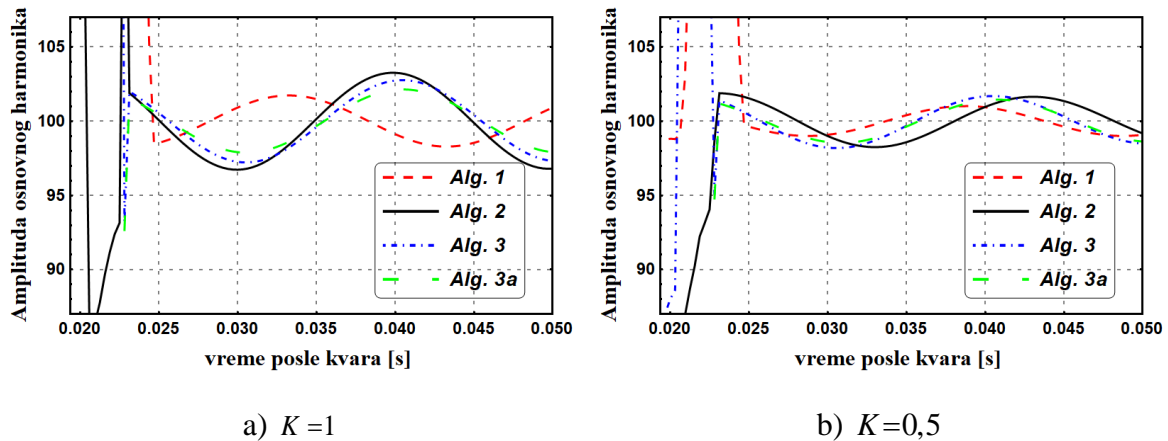 Amplituda osnovnog harmonika
105
100
95
90
Alg. 1
Alg. 2
Alg. 3
Alg. 3a
0.020 0.025 0.030 0.035 0.040 0.045 0.050
vreme posle kvara [s]
a) K =1
Amplituda osnovnog harmonika
105
100
95
90
Alg. 1
Alg. 2
Alg. 3
Alg. 3a
0.020 0.025 0.030 0.035 0.040 0.045 0.050
vreme posle kvara [s]
b) K=0,5